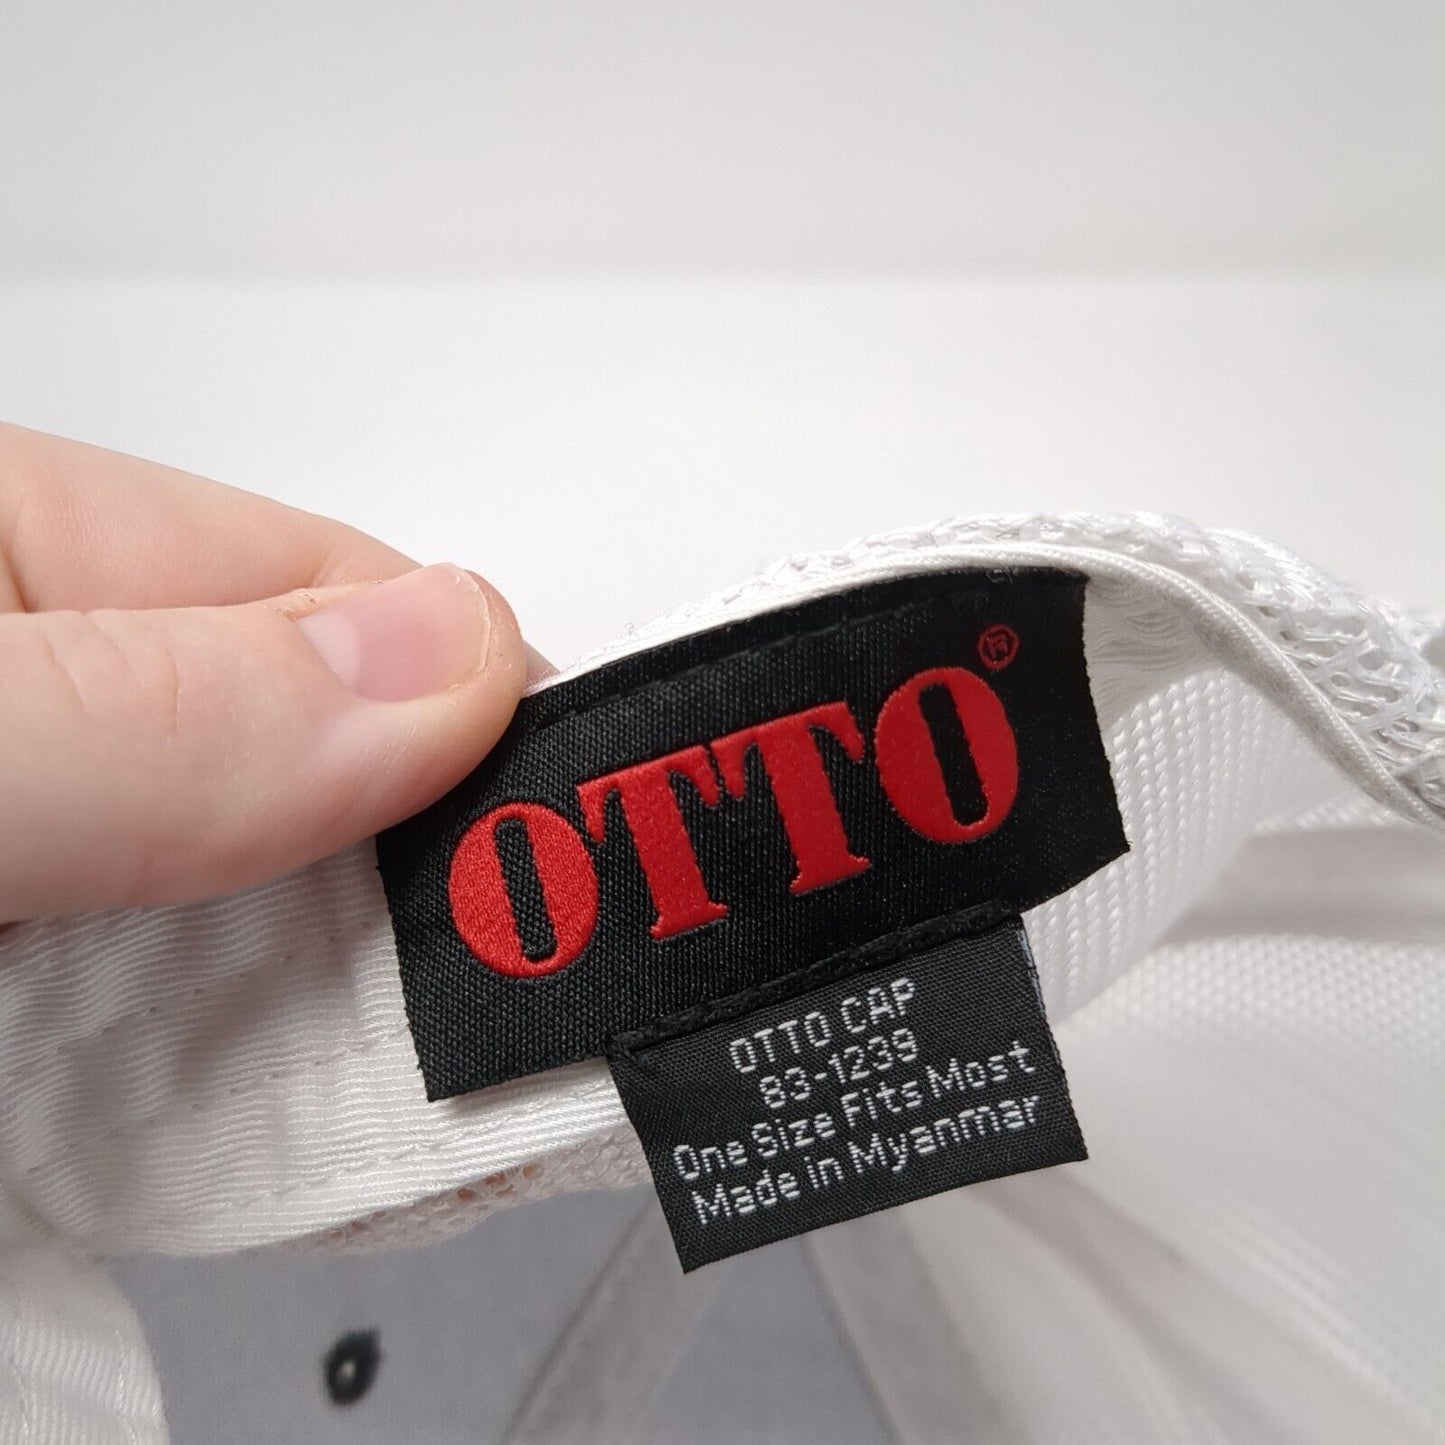 OTTO®
OTTO CAP
83-1239
One Size Fits Most
Made in Myanmar